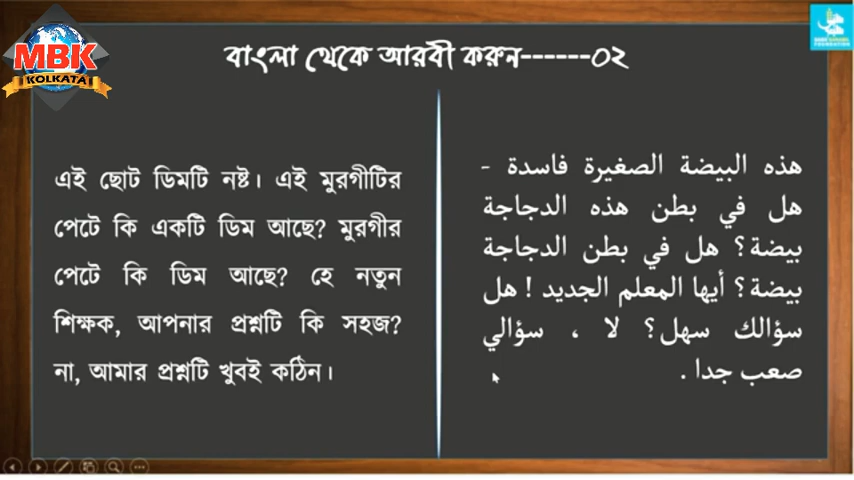 MBK
KOLKATA
বাংলা থেকে আরবী করুন------০২
এই ছোট ডিমটি নষ্ট। এই মুরগীটির
পেটে কি একটি ডিম আছে? মুরগীর
পেটে কি ডিম আছে? হে নতুন
শিক্ষক, আপনার প্রশ্নটি কি সহজ?
না, আমার প্রশ্নটি খুবই কঠিন।
هذه البيضة الصغيرة فاسدة -
هل في بطن هذه الدجاجة
بيضة؟ هل في بطن الدجاجة
بيضة؟ أيها المعلم الجديد! هل
سؤالك سهل؟ لا ، سؤالي
صعب جدا .